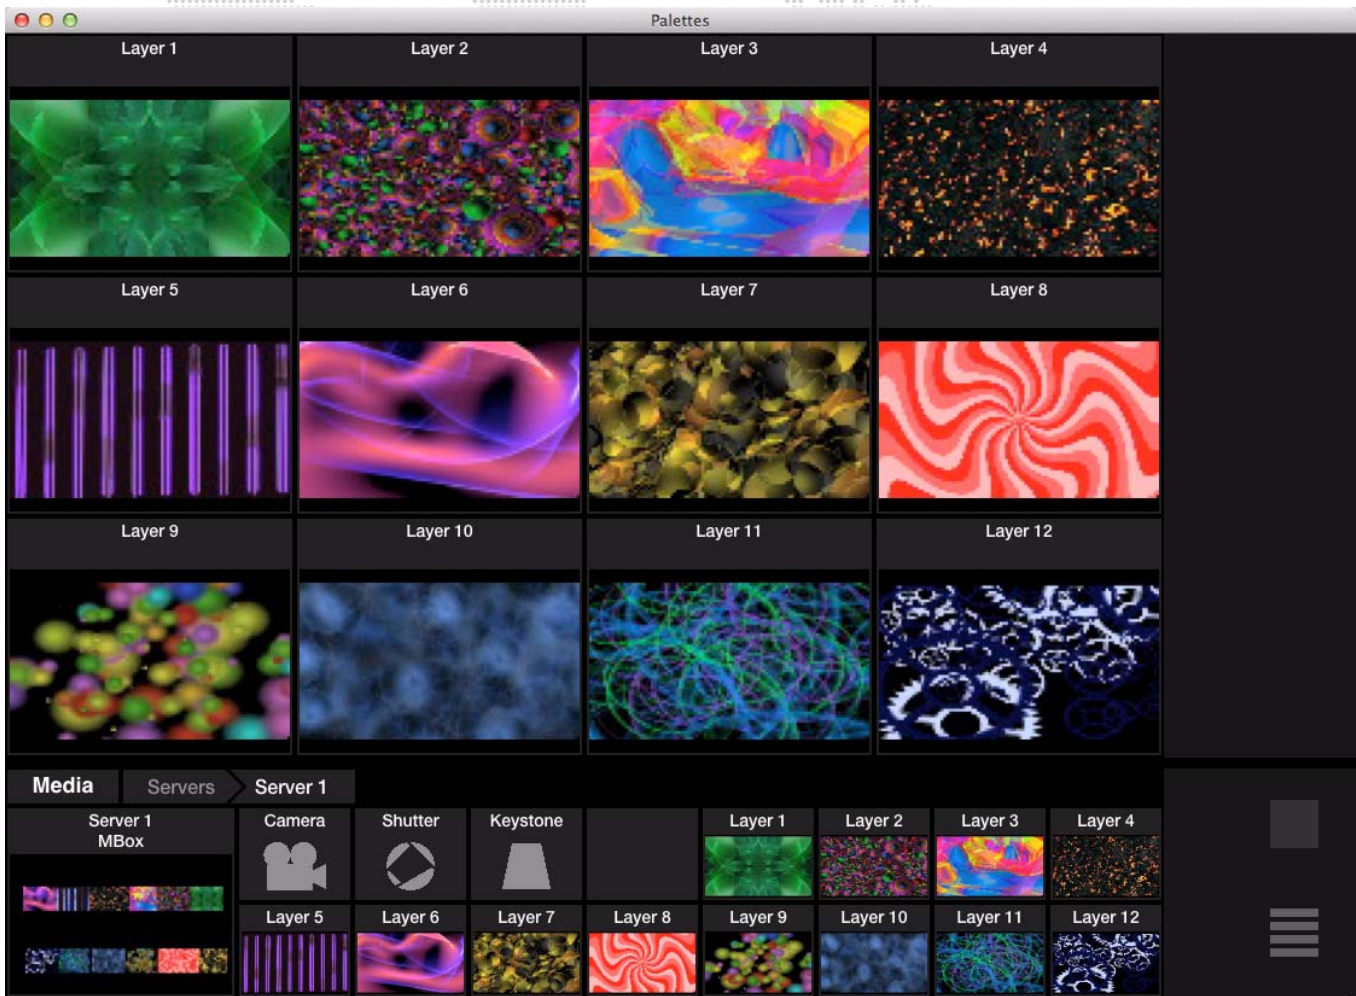 Palettes
Layer 1 Layer 2 Layer 3 Layer 4
Layer 5 Layer 6 Layer 7 Layer 8
Layer 9 Layer 10 Layer 11 Layer 12
Media Servers Server 1
Server 1 Camera Shutter Keystone Layer 1 Layer 2 Layer 3 Layer 4
MBox
Layer 5 Layer 6 Layer 7 Layer 8 Layer 9 Layer 10 Layer 11 Layer 12